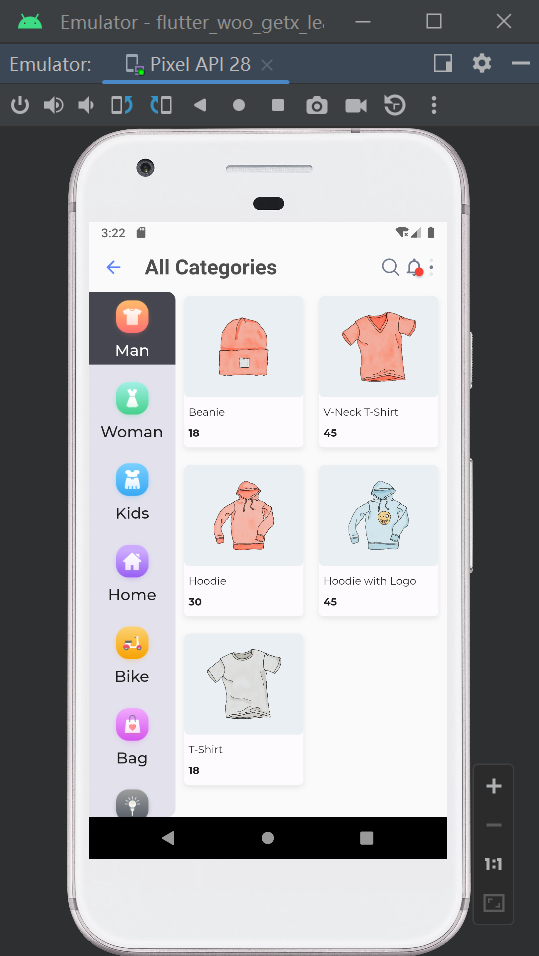 Emulator - flutter_woo_getx_lea
Emulator:
Pixel API 28
3:22
All Categories
Man
Woman
Kids
Home
Bike
Bag
Beanie
18
V-Neck T-Shirt
45
Hoodie
30
Hoodie with Logo
45
T-Shirt
18
1:1